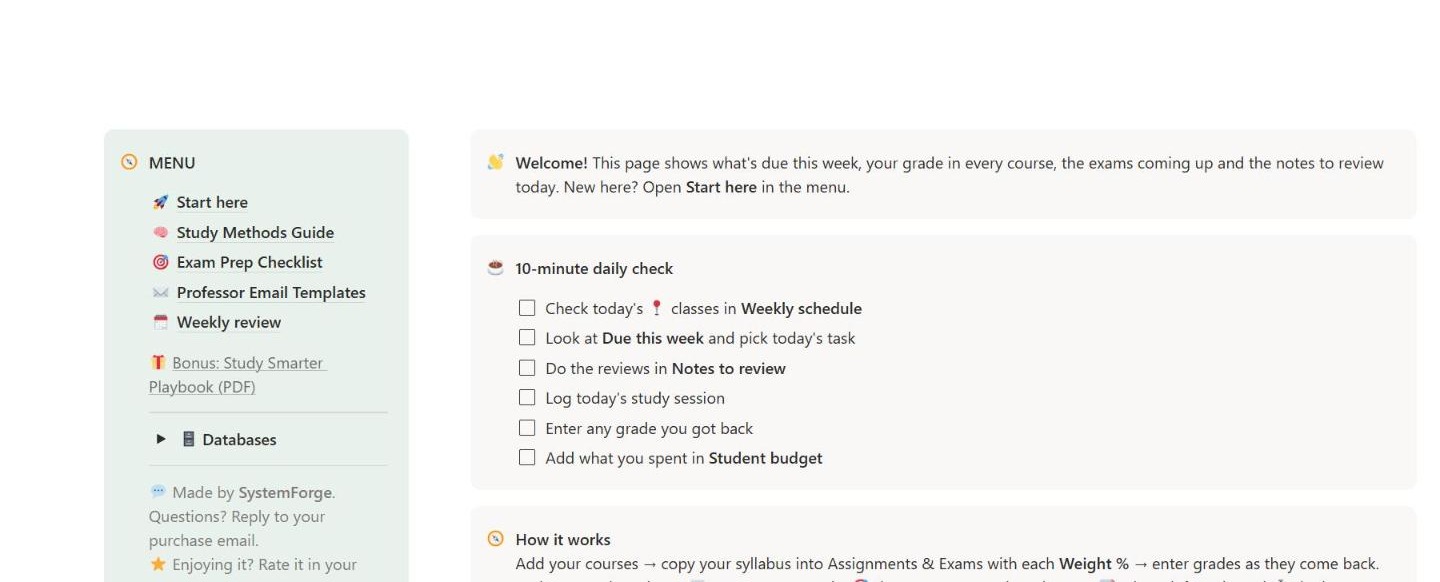 MENU
Start here
Study Methods Guide
Exam Prep Checklist
Professor Email Templates
Weekly review
Bonus: Study Smarter
Playbook (PDF)
Databases
Made by SystemForge.
Questions? Reply to your
purchase email.
Enjoying it? Rate it in your
Welcome! This page shows what's due this week, your grade in every course, the exams coming up and the notes to review
today. New here? Open Start here in the menu.
10-minute daily check
Check today's classes in Weekly schedule
Look at Due this week and pick today's task
Do the reviews in Notes to review
Log today's study session
Enter any grade you got back
Add what you spent in Student budget
How it works
Add your courses → copy your syllabus into Assignments & Exams with each Weight % → enter grades as they come back.